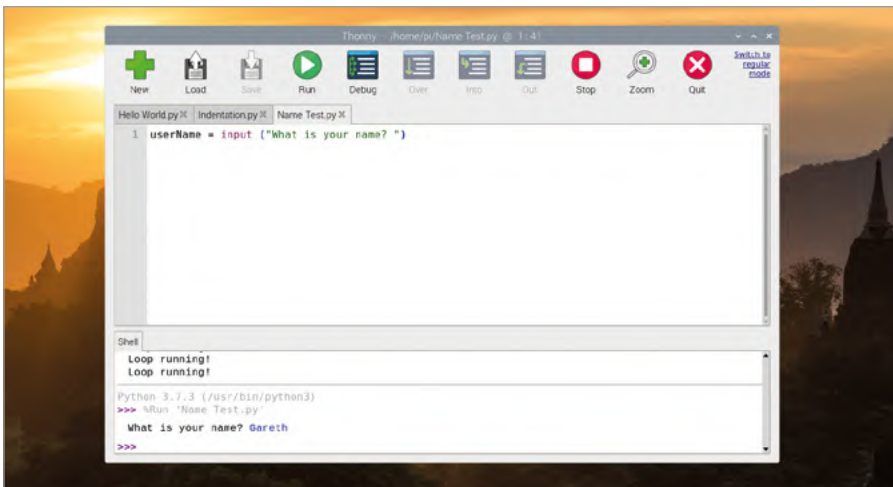 Thonny - /home/pi/Name Test.py @ 1:41
Switch to
regular
mode
New Load Save Run Debug Over Into Out Stop Zoom Quit
Hello World.py Indentation.py Name Test.py
1 userName = input ("What is your name? ")
Shell
Loop running!
Loop running!
Python 3.7.3 (/usr/bin/python3)
>>> %Run 'Name Test.py'
What is your name? Gareth
>>>